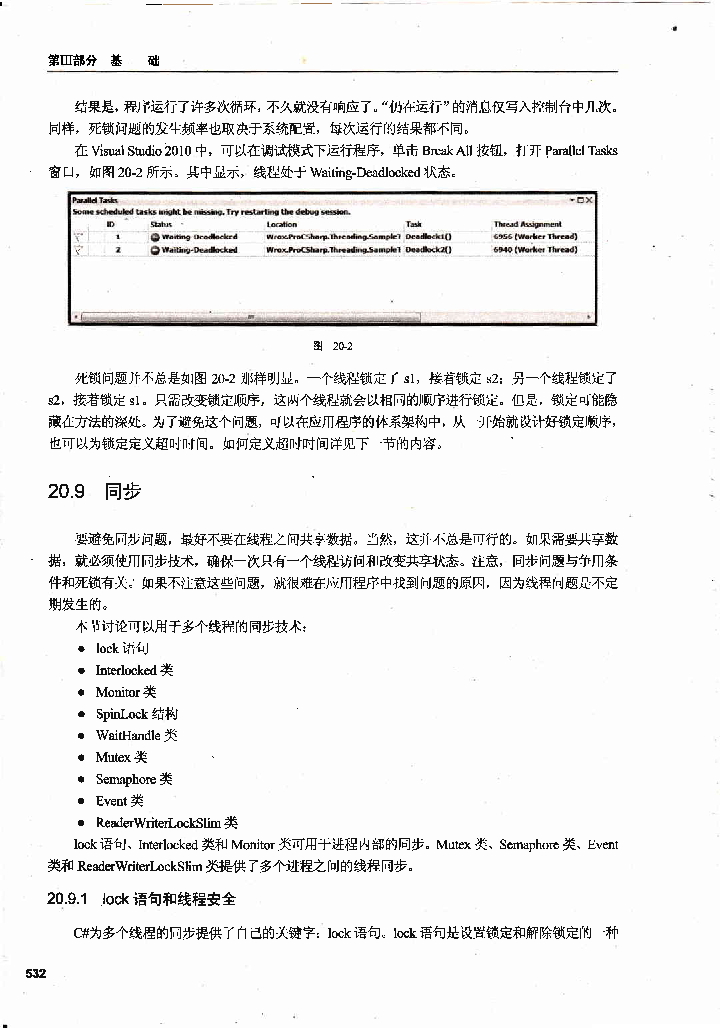 第Ⅲ部分 基 础
结果是，程序运行了许多次循环，不久就没有响应了。“仍在运行”的消息仅写入控制台中几次。
同样，死锁问题的发生频率也取决于系统配置，每次运行的结果都不同。
在 Visual Studio 2010 中，可以在调试模式下运行程序，单击 Break All 按钮，打开 Parallel Tasks
窗口，如图 20-2 所示。其中显示，线程处于 Waiting-Deadlocked 状态。
Parallel Tasks
Some scheduled tasks might be missing. Try restarting the debug session.
ID Status Location Task Thread Assignment
1 Waiting-Deadlocked Wrox.ProCSharp.Threading.SampleT Deadlock1() 6956 (Worker Thread)
2 Waiting-Deadlocked Wrox.ProCSharp.Threading.SampleT Deadlock2() 6940 (Worker Thread)
图 20-2
死锁问题并不总是如图 20-2 那样明显。一个线程锁定了 s1，接着锁定 s2；另一个线程锁定了
s2，接着锁定 s1。只需改变锁定顺序，这两个线程就会以相同的顺序进行锁定。但是，锁定可能隐
藏在方法的深处。为了避免这个问题，可以在应用程序的体系架构中，从一开始就设计好锁定顺序，
也可以为锁定定义超时时间。如何定义超时时间详见下一节的内容。
20.9 同步
要避免同步问题，最好不要在线程之间共享数据。当然，这并不总是可行的。如果需要共享数
据，就必须使用同步技术，确保一次只有一个线程访问和改变共享状态。注意，同步问题与争用条
件和死锁有关。如果不注意这些问题，就很难在应用程序中找到问题的原因，因为线程问题是不定
期发生的。
本节讨论可以用于多个线程的同步技术：
● lock 语句
● Interlocked 类
● Monitor 类
● SpinLock 结构
● WaitHandle 类
● Mutex 类
● Semaphore 类
● Event 类
● ReaderWriterLockSlim 类
lock 语句、Interlocked 类和 Monitor 类可用于进程内部的同步。Mutex 类、Semaphore 类、Event
类和 ReaderWriterLockSlim 类提供了多个进程之间的线程同步。
20.9.1 lock 语句和线程安全
C#为多个线程的同步提供了自己的关键字：lock 语句。lock 语句是设置锁定和解除锁定的一种
532